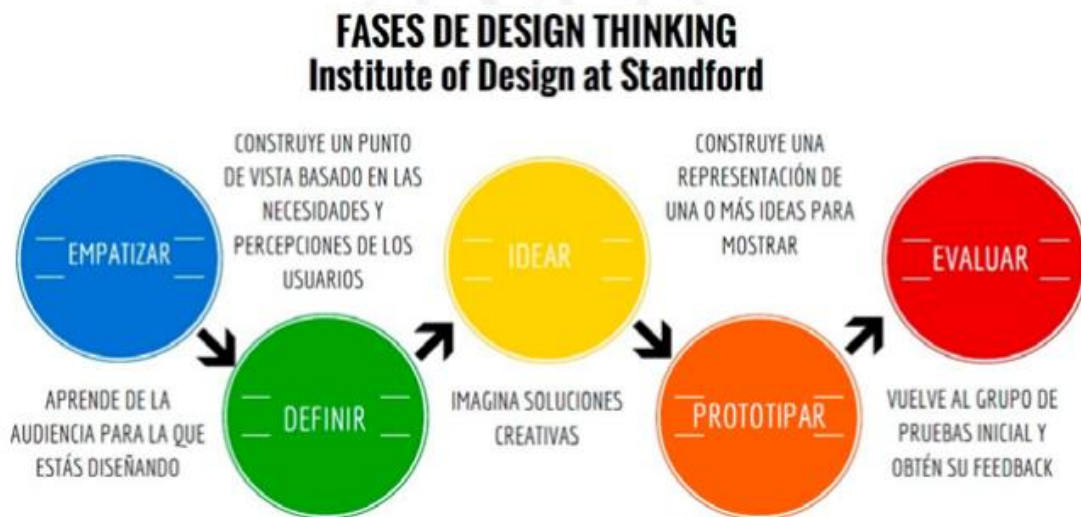 FASES DE DESIGN THINKING
Institute of Design at Standford
EMPATIZAR
APRENDE DE LA
AUDIENCIA PARA LA QUE
ESTÁS DISEÑANDO
CONSTRUYE UN PUNTO
DE VISTA BASADO EN LAS
NECESIDADES Y
PERCEPCIONES DE LOS
USUARIOS
DEFINIR
IDEAR
IMAGINA SOLUCIONES
CREATIVAS
CONSTRUYE UNA
REPRESENTACIÓN DE
UNA O MÁS IDEAS PARA
MOSTRAR
PROTOTIPAR
EVALUAR
VUELVE AL GRUPO DE
PRUEBAS INICIAL Y
OBTÉN SU FEEDBACK